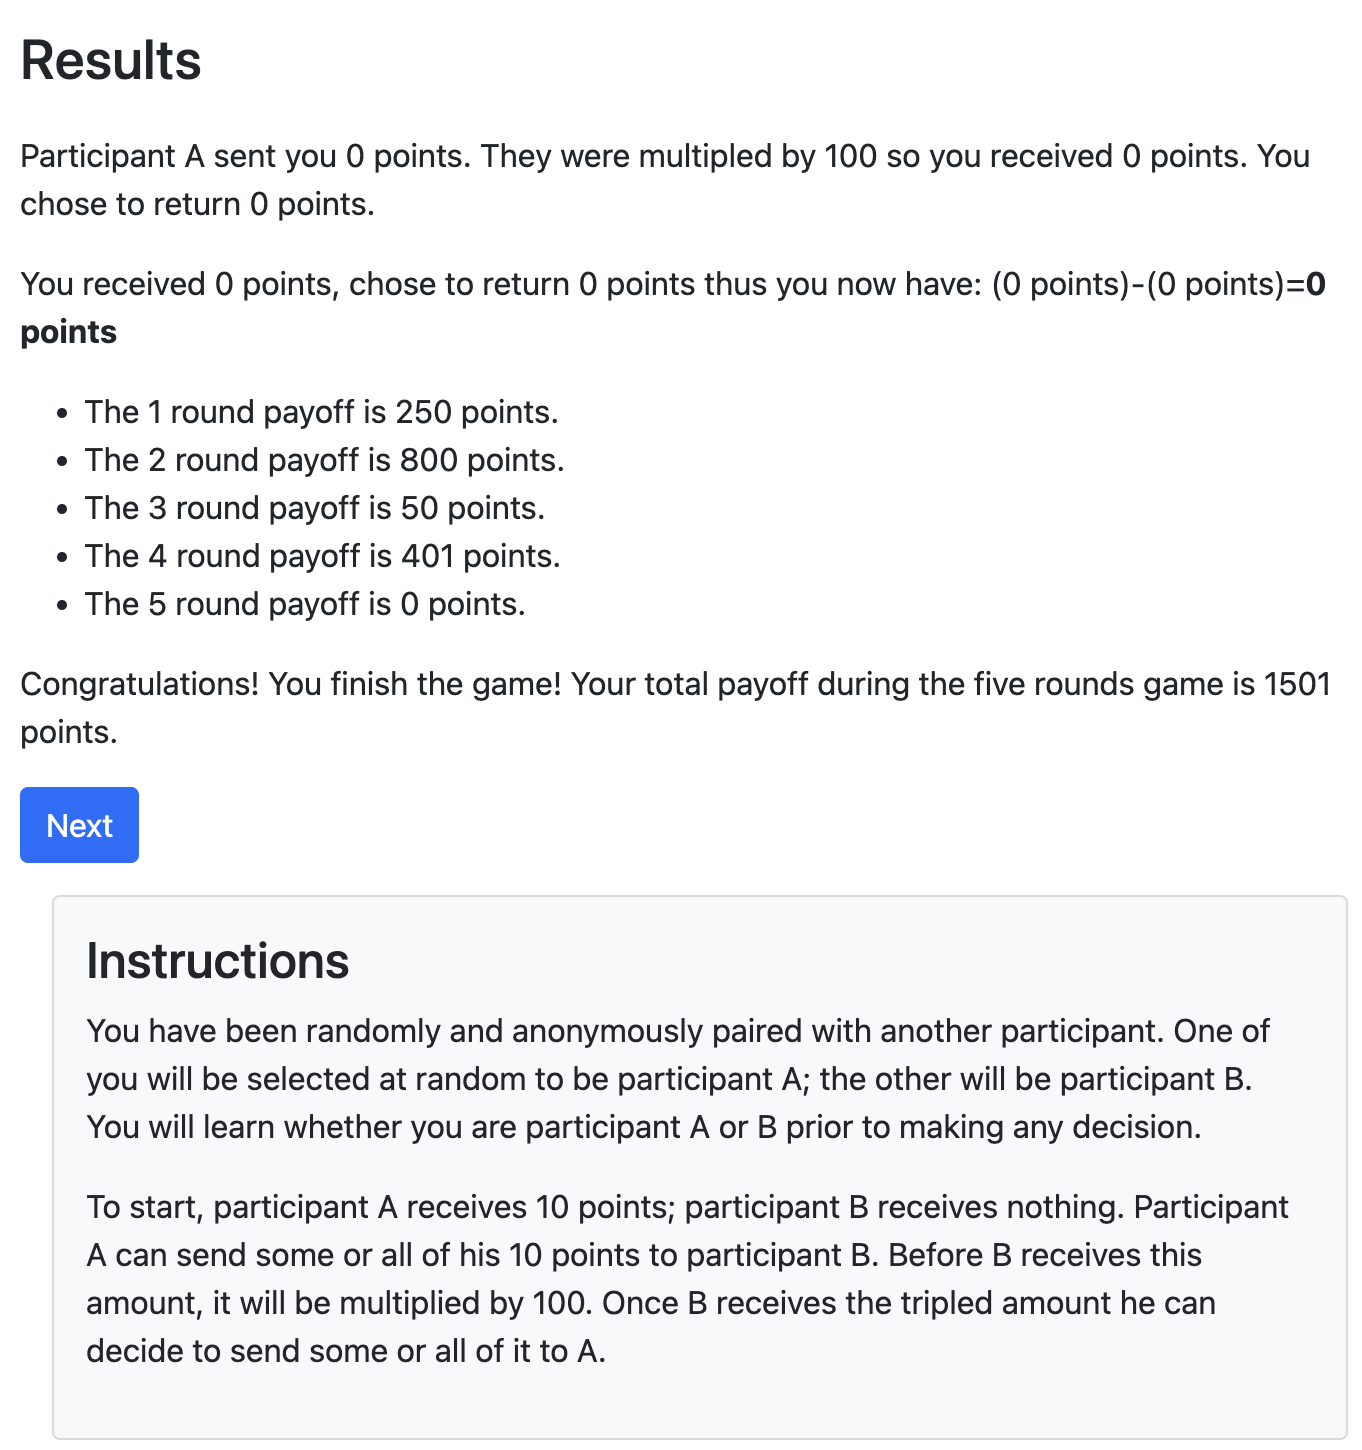 Results
Participant A sent you 0 points. They were multipled by 100 so you received 0 points. You
chose to return 0 points.
You received 0 points, chose to return 0 points thus you now have: (0 points)-(0 points)=0
points
• The 1 round payoff is 250 points.
• The 2 round payoff is 800 points.
• The 3 round payoff is 50 points.
• The 4 round payoff is 401 points.
• The 5 round payoff is 0 points.
Congratulations! You finish the game! Your total payoff during the five rounds game is 1501
points.
Next
Instructions
You have been randomly and anonymously paired with another participant. One of
you will be selected at random to be participant A; the other will be participant B.
You will learn whether you are participant A or B prior to making any decision.
To start, participant A receives 10 points; participant B receives nothing. Participant
A can send some or all of his 10 points to participant B. Before B receives this
amount, it will be multiplied by 100. Once B receives the tripled amount he can
decide to send some or all of it to A.